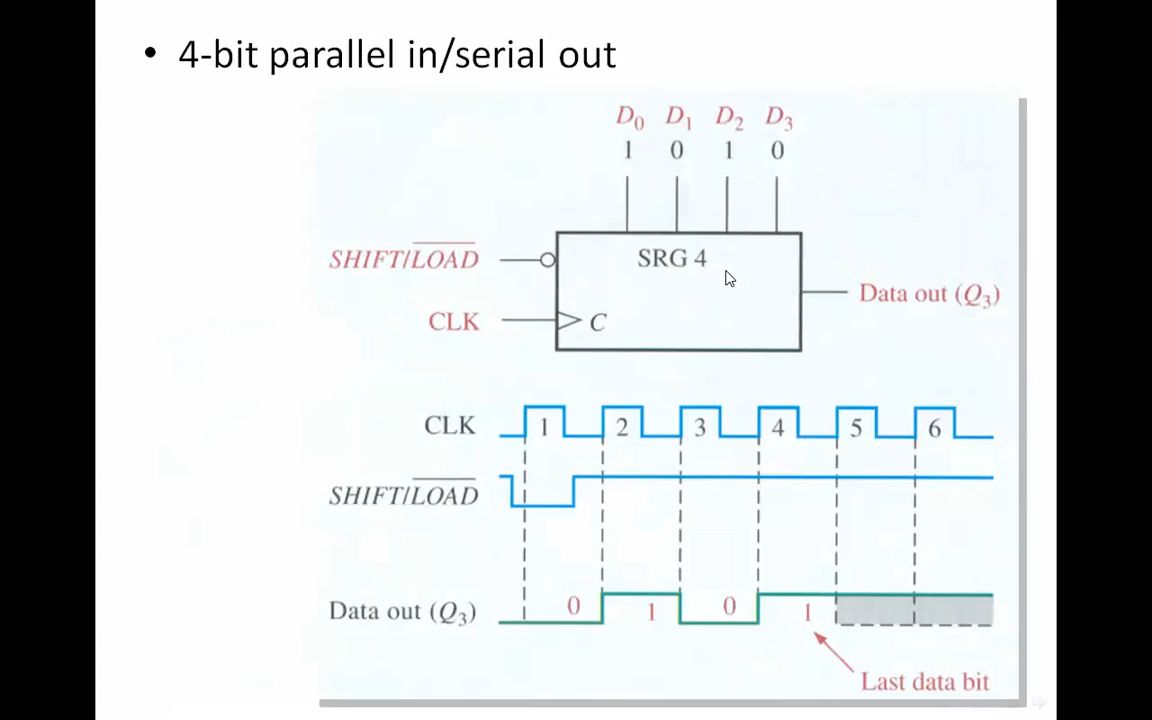 • 4-bit parallel in/serial out
D₀ D₁ D₂ D₃
1 0 1 0
SHIFT/L̅O̅A̅D̅
SRG 4
Data out (Q₃)
CLK
C
CLK 1 2 3 4 5 6
SHIFT/L̅O̅A̅D̅
Data out (Q₃) 0 1 0 1
Last data bit